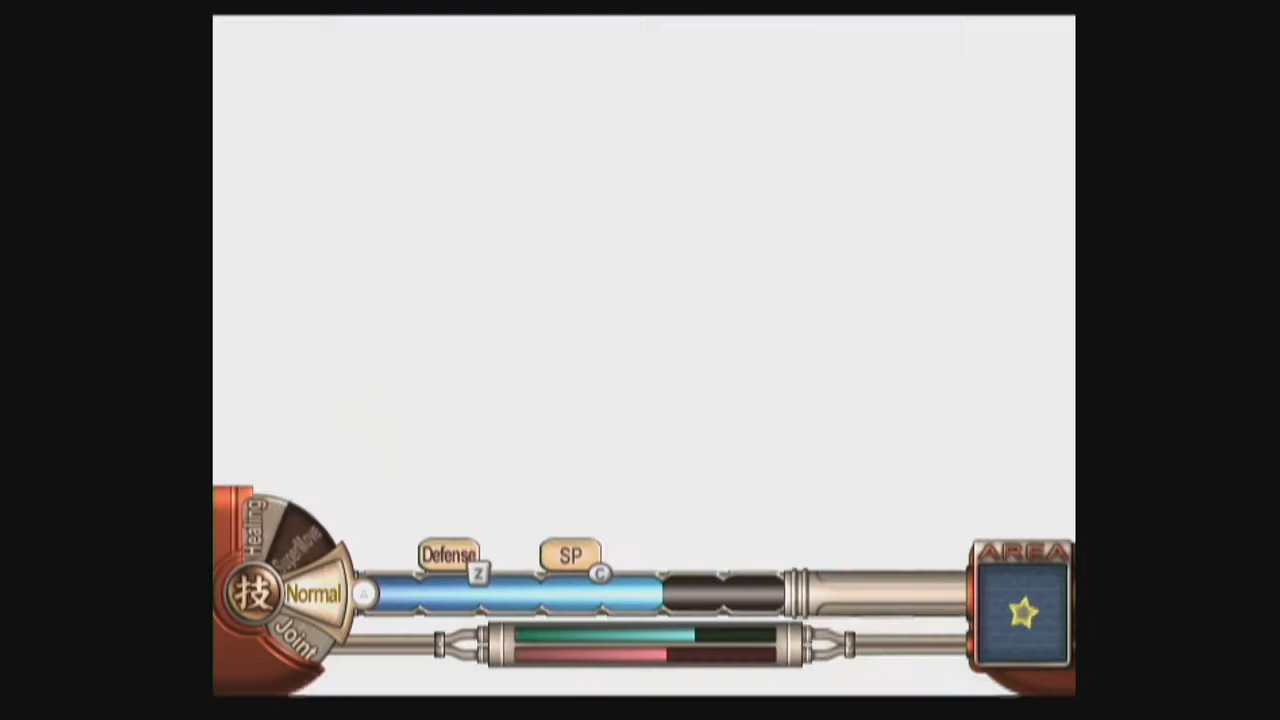 Defense
SP
Z
C
Healing
SuperMove
技
Normal
Joint
AREA